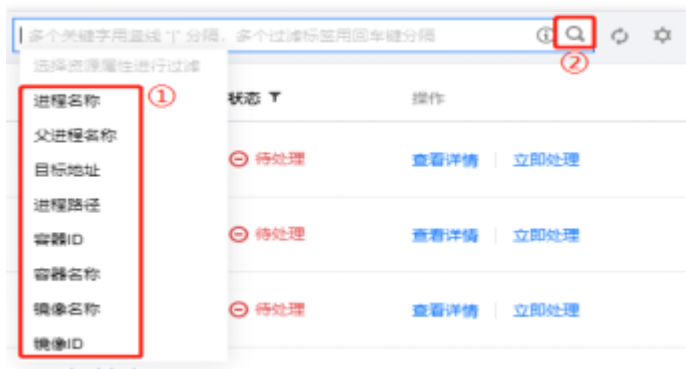 多个关键字用竖线 "|" 分隔，多个过滤标签用回车键分隔
②
选择资源属性进行过滤
进程名称 ① 状态 操作
父进程名称
待处理 查看详情 立即处理
目标地址
进程路径
容器ID 待处理 查看详情 立即处理
容器名称
镜像名称 待处理 查看详情 立即处理
镜像ID